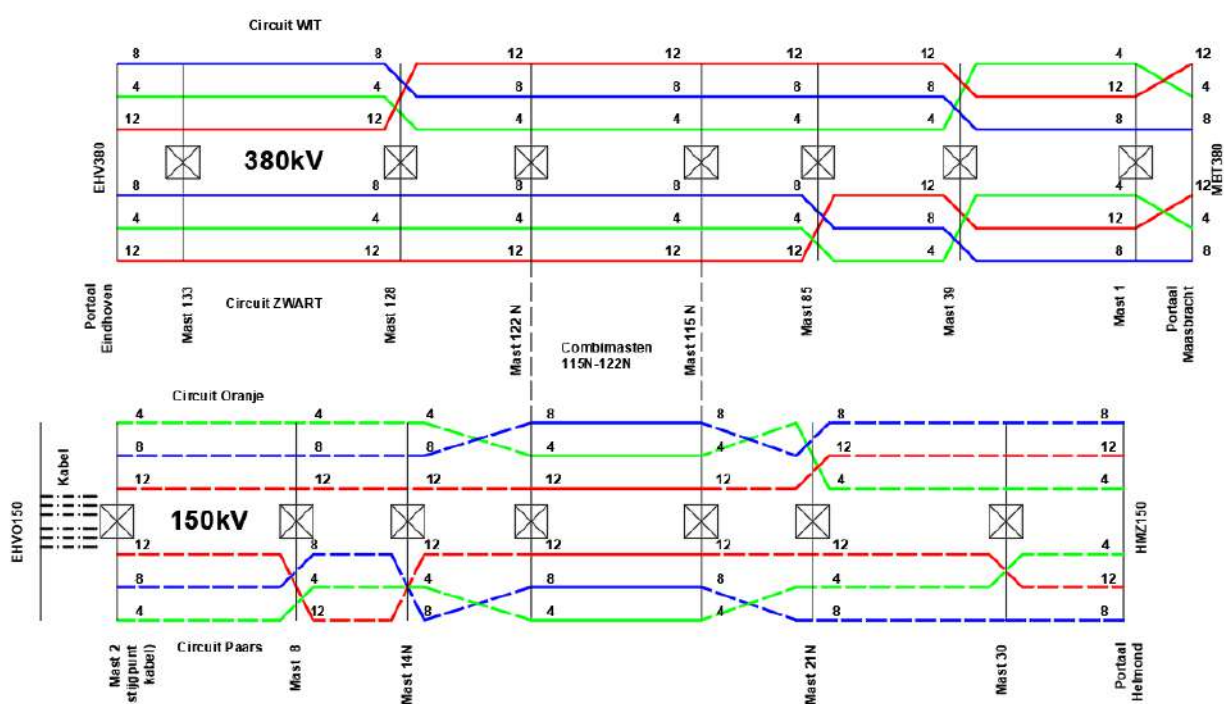 Circuit WIT
8 8 12 12 12 12 4 12
4 4 8 8 8 8 12 4
12 12 4 4 4 4 8 8
EHV380
380kV
MBT380
8 8 8 8 8 12 4 12
4 4 4 4 4 8 12 4
12 12 12 12 12 4 8 8
Portaal
Eindhoven
Mast 133
Circuit ZWART
Mast 128
Mast 122 N
Combimasten
115N-122N
Mast 115 N
Mast 85
Mast 39
Mast 1
Portaal
Maasbracht
Circuit Oranje
4 4 4 8 8 8 8
8 8 8 4 4 12 12
12 12 12 12 12 4 4
EHVO150
Kabel
150kV
HMZ150
12 8 12 12 12 12 4
8 4 4 8 8 4 12
4 12 8 4 4 8 8
Mast 2
stijgpunt
kabel)
Circuit Paars
Mast 8
Mast 14N
Mast 21N
Mast 30
Portaal
Helmond